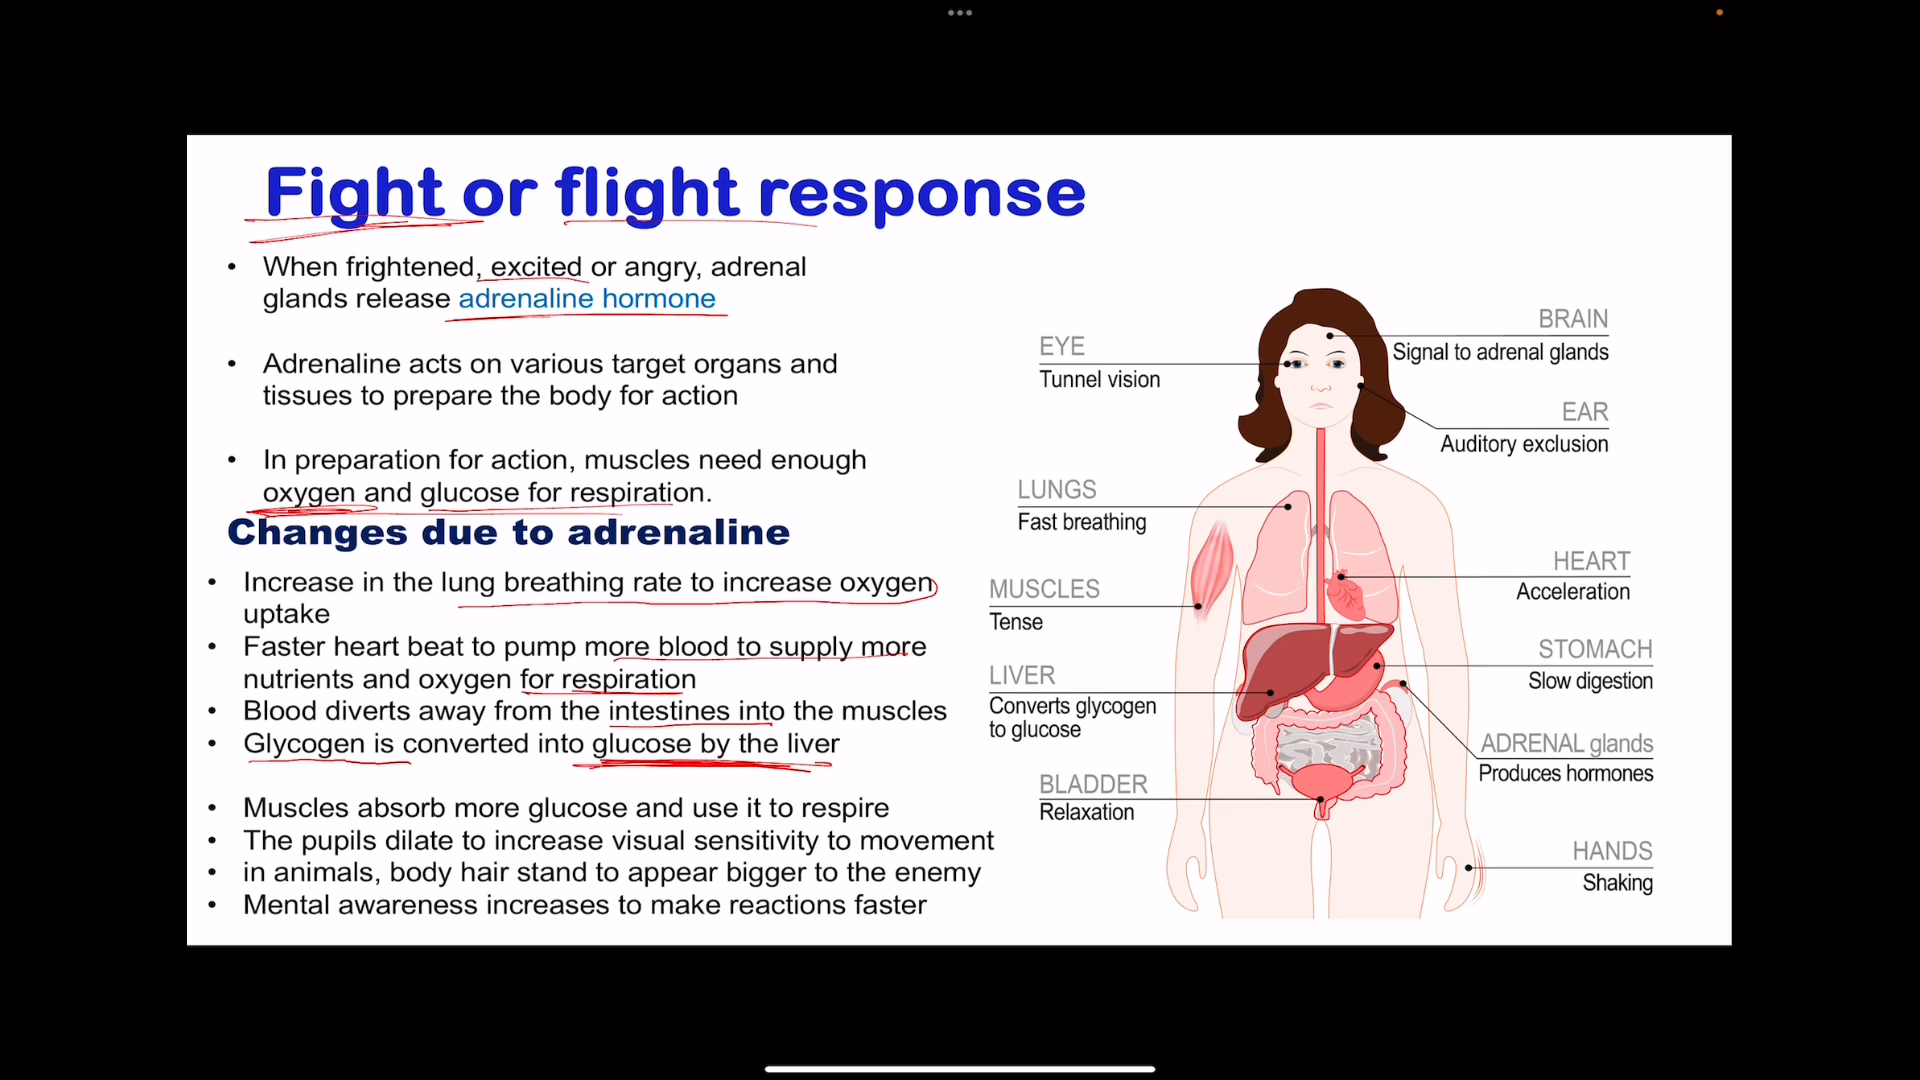 Fight or flight response
• When frightened, excited or angry, adrenal
glands release adrenaline hormone
• Adrenaline acts on various target organs and
tissues to prepare the body for action
• In preparation for action, muscles need enough
oxygen and glucose for respiration.
Changes due to adrenaline
• Increase in the lung breathing rate to increase oxygen
uptake
• Faster heart beat to pump more blood to supply more
nutrients and oxygen for respiration
• Blood diverts away from the intestines into the muscles
• Glycogen is converted into glucose by the liver
• Muscles absorb more glucose and use it to respire
• The pupils dilate to increase visual sensitivity to movement
• in animals, body hair stand to appear bigger to the enemy
• Mental awareness increases to make reactions faster
EYE
Tunnel vision
LUNGS
Fast breathing
MUSCLES
Tense
LIVER
Converts glycogen
to glucose
BLADDER
Relaxation
BRAIN
Signal to adrenal glands
EAR
Auditory exclusion
HEART
Acceleration
STOMACH
Slow digestion
ADRENAL glands
Produces hormones
HANDS
Shaking